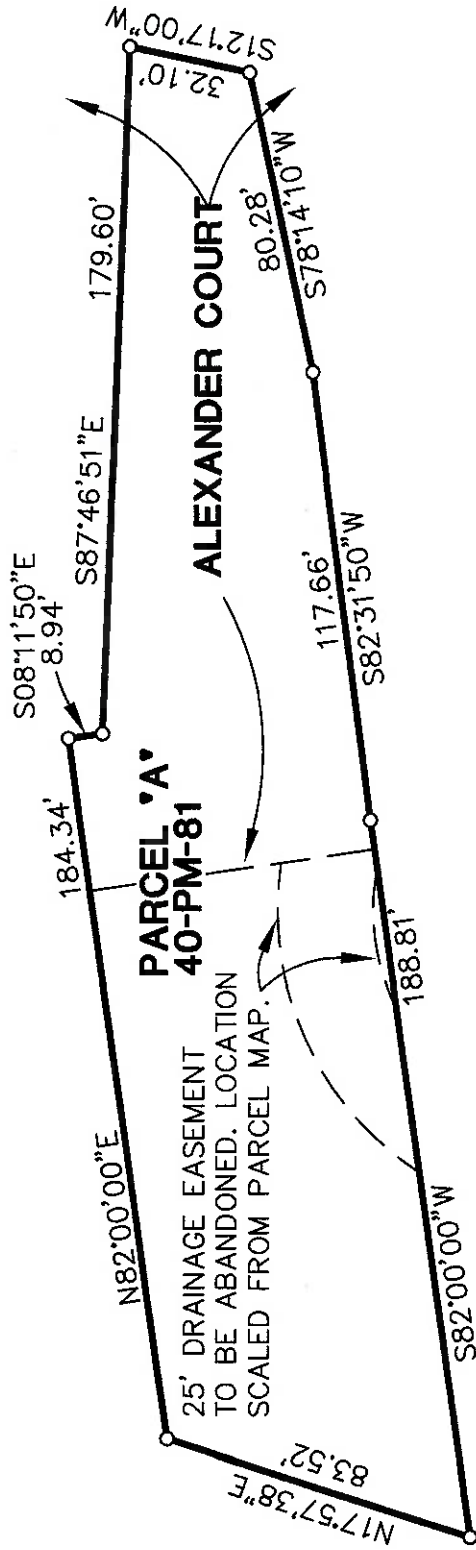 N82°00'00"E
184.34'
S08°11'50"E
8.94'
S87°46'51"E
179.60'
S12°17'00"W
32.10'
80.28'
S78°14'10"W
117.66'
S82°31'50"W
188.81'
S82°00'00"W
N17°57'38"E
83.52'
PARCEL "A"
40-PM-81
ALEXANDER COURT
25' DRAINAGE EASEMENT
TO BE ABANDONED. LOCATION
SCALED FROM PARCEL MAP.